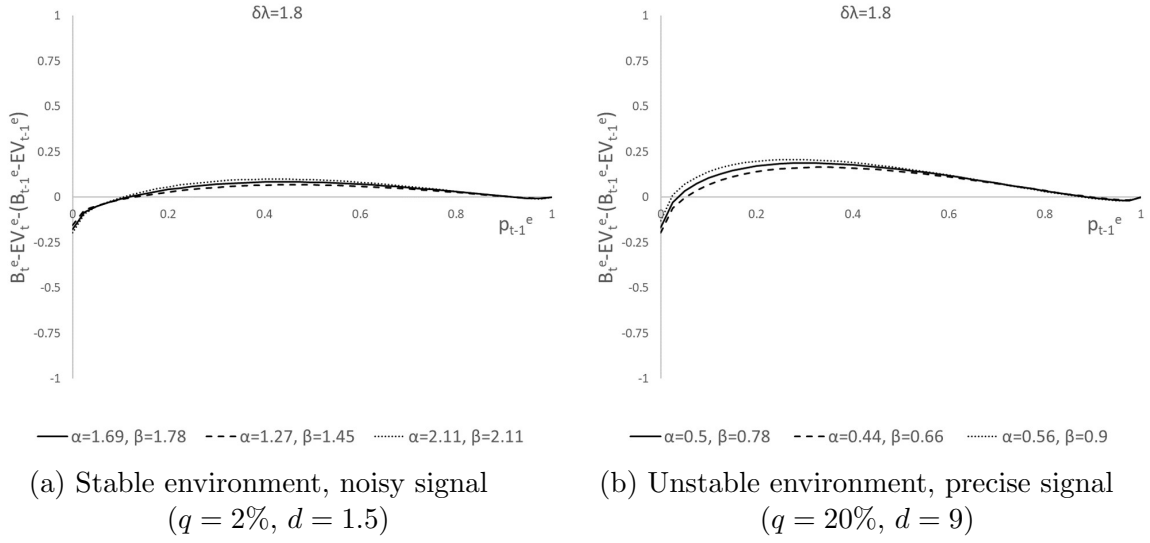 δλ=1.8
1
0.75
0.5
0.25
0
-0.25
-0.5
-0.75
-1
0
0.2
0.4
0.6
0.8
1
B_t^e-EV_t^e-(B_{t-1}^e-EV_{t-1}^e)
p_{t-1}^e
α=1.69, β=1.78 α=1.27, β=1.45 α=2.11, β=2.11
(a) Stable environment, noisy signal
(q = 2%, d = 1.5)
δλ=1.8
1
0.75
0.5
0.25
0
-0.25
-0.5
-0.75
-1
0
0.2
0.4
0.6
0.8
1
B_t^e-EV_t^e-(B_{t-1}^e-EV_{t-1}^e)
p_{t-1}^e
α=0.5, β=0.78 α=0.44, β=0.66 α=0.56, β=0.9
(b) Unstable environment, precise signal
(q = 20%, d = 9)